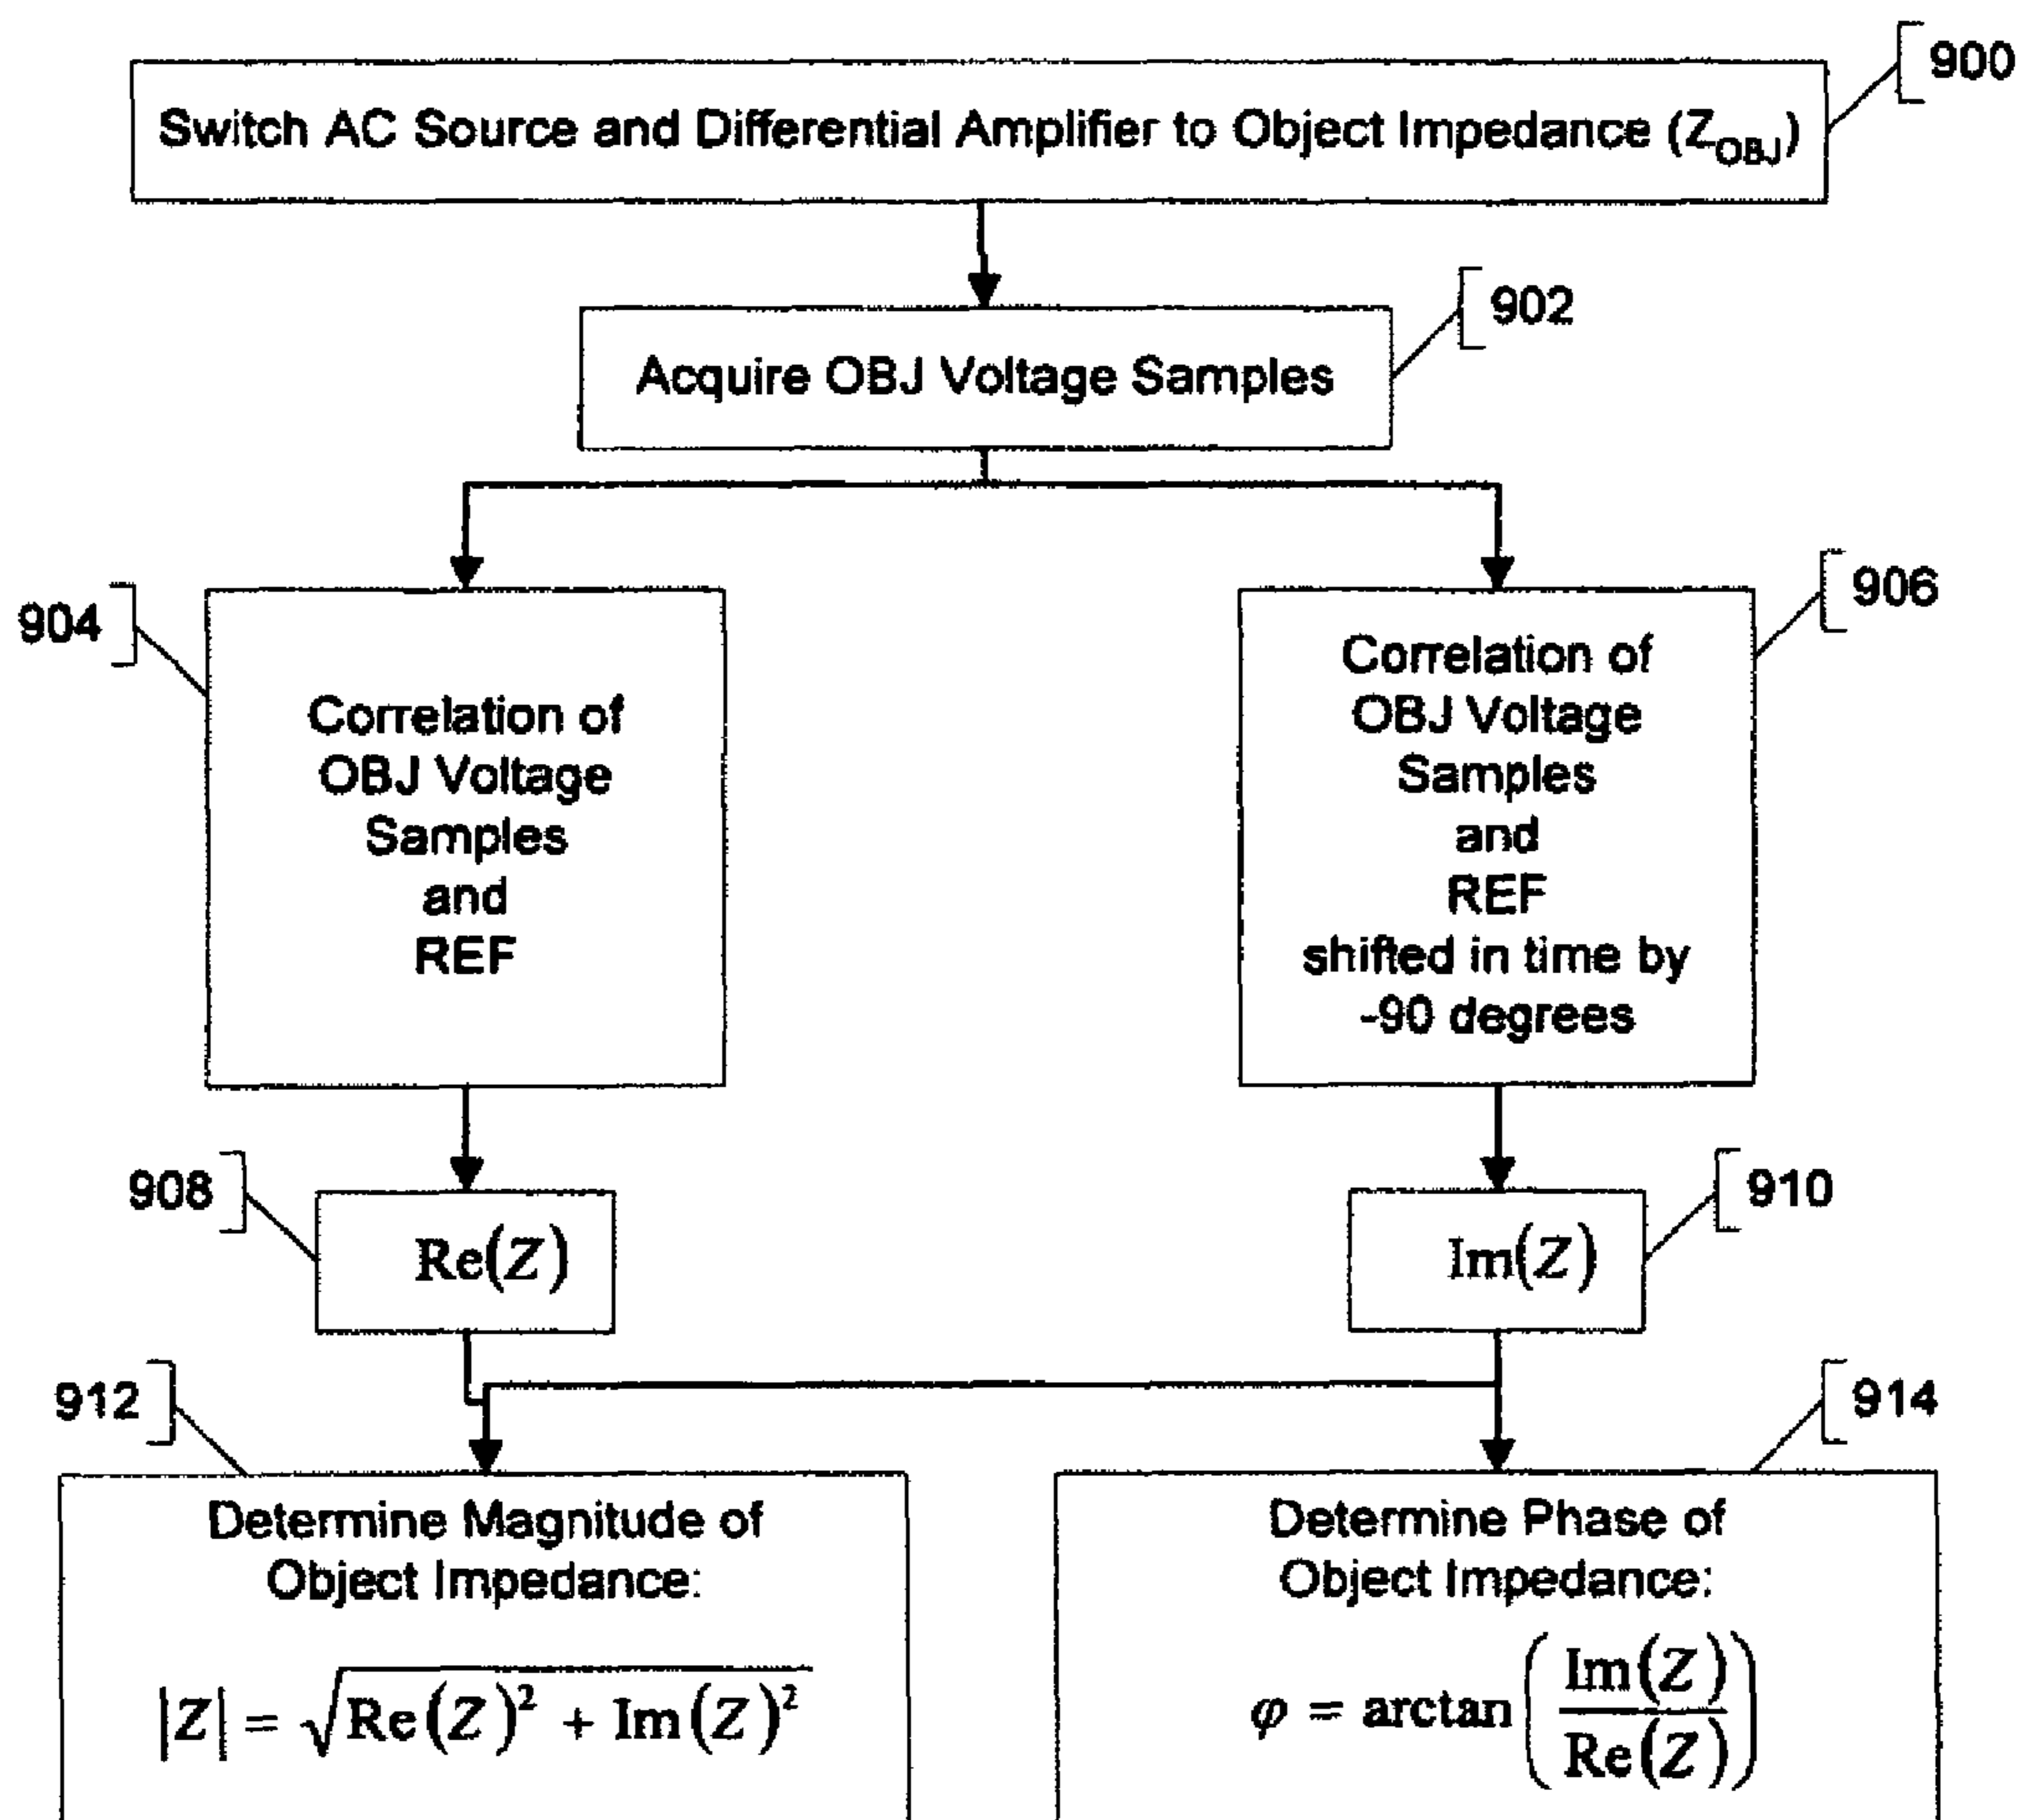 900
Switch AC Source and Differential Amplifier to Object Impedance (Z_OBJ)
902
Acquire OBJ Voltage Samples
904
Correlation of
OBJ Voltage
Samples
and
REF
906
Correlation of
OBJ Voltage
Samples
and
REF
shifted in time by
-90 degrees
908
Re(Z)
910
Im(Z)
912
Determine Magnitude of
Object Impedance:
|Z| = √(Re(Z)² + Im(Z)²)
914
Determine Phase of
Object Impedance:
φ = arctan(Im(Z)/Re(Z))